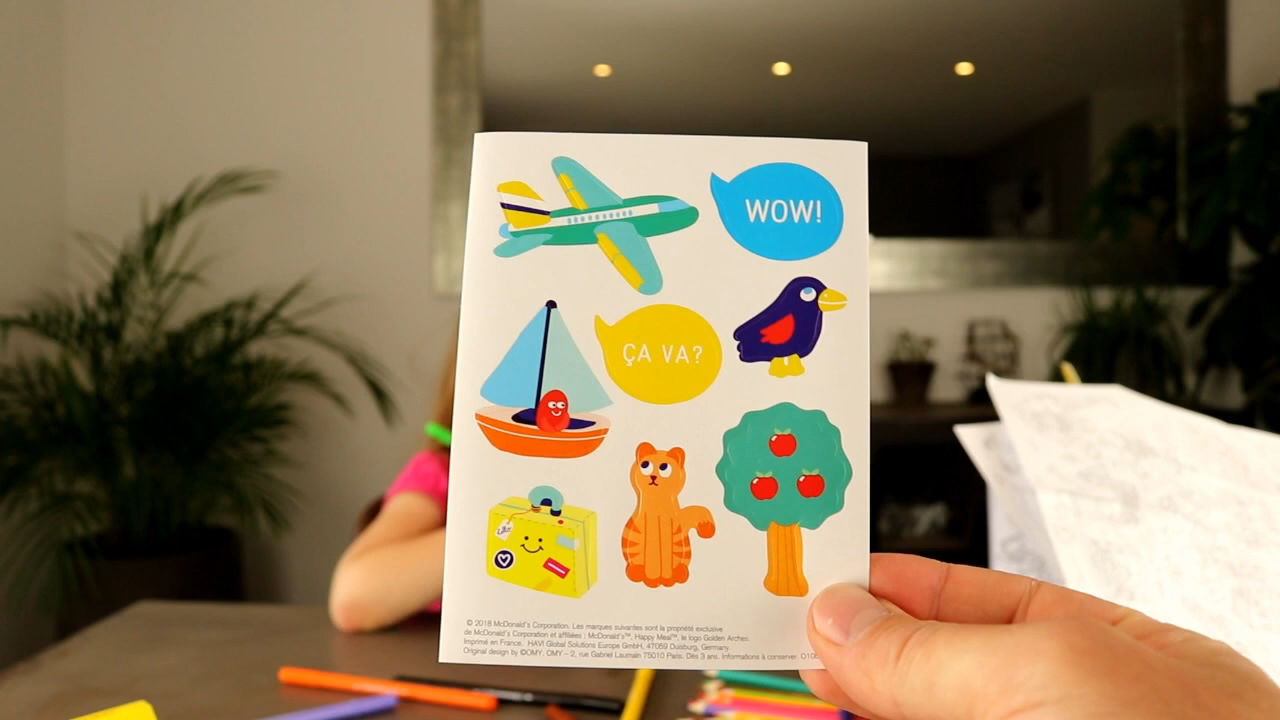 WOW!
ÇA VA?
© 2018 McDonald's Corporation. Les marques suivantes sont la propriété exclusive
de McDonald's Corporation et affiliées : McDonald's™, Happy Meal™, le logo Golden Arches.
Imprimé en France. HAVI Global Solutions Europe GmbH, 47059 Duisburg, Germany.
Original design by ©OMY. OMY – 2, rue Gabriel Laumain 75010 Paris. Dès 3 ans. Informations à conserver.